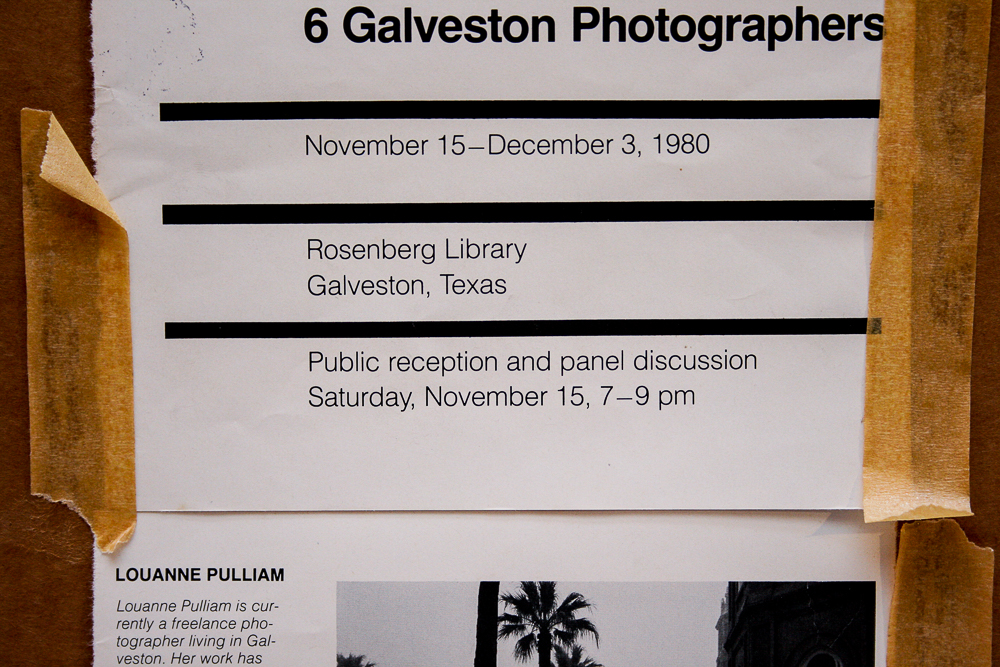 6 Galveston Photographers
November 15–December 3, 1980
Rosenberg Library
Galveston, Texas
Public reception and panel discussion
Saturday, November 15, 7–9 pm
LOUANNE PULLIAM
Louanne Pulliam is cur-
rently a freelance pho-
tographer living in Gal-
veston. Her work has